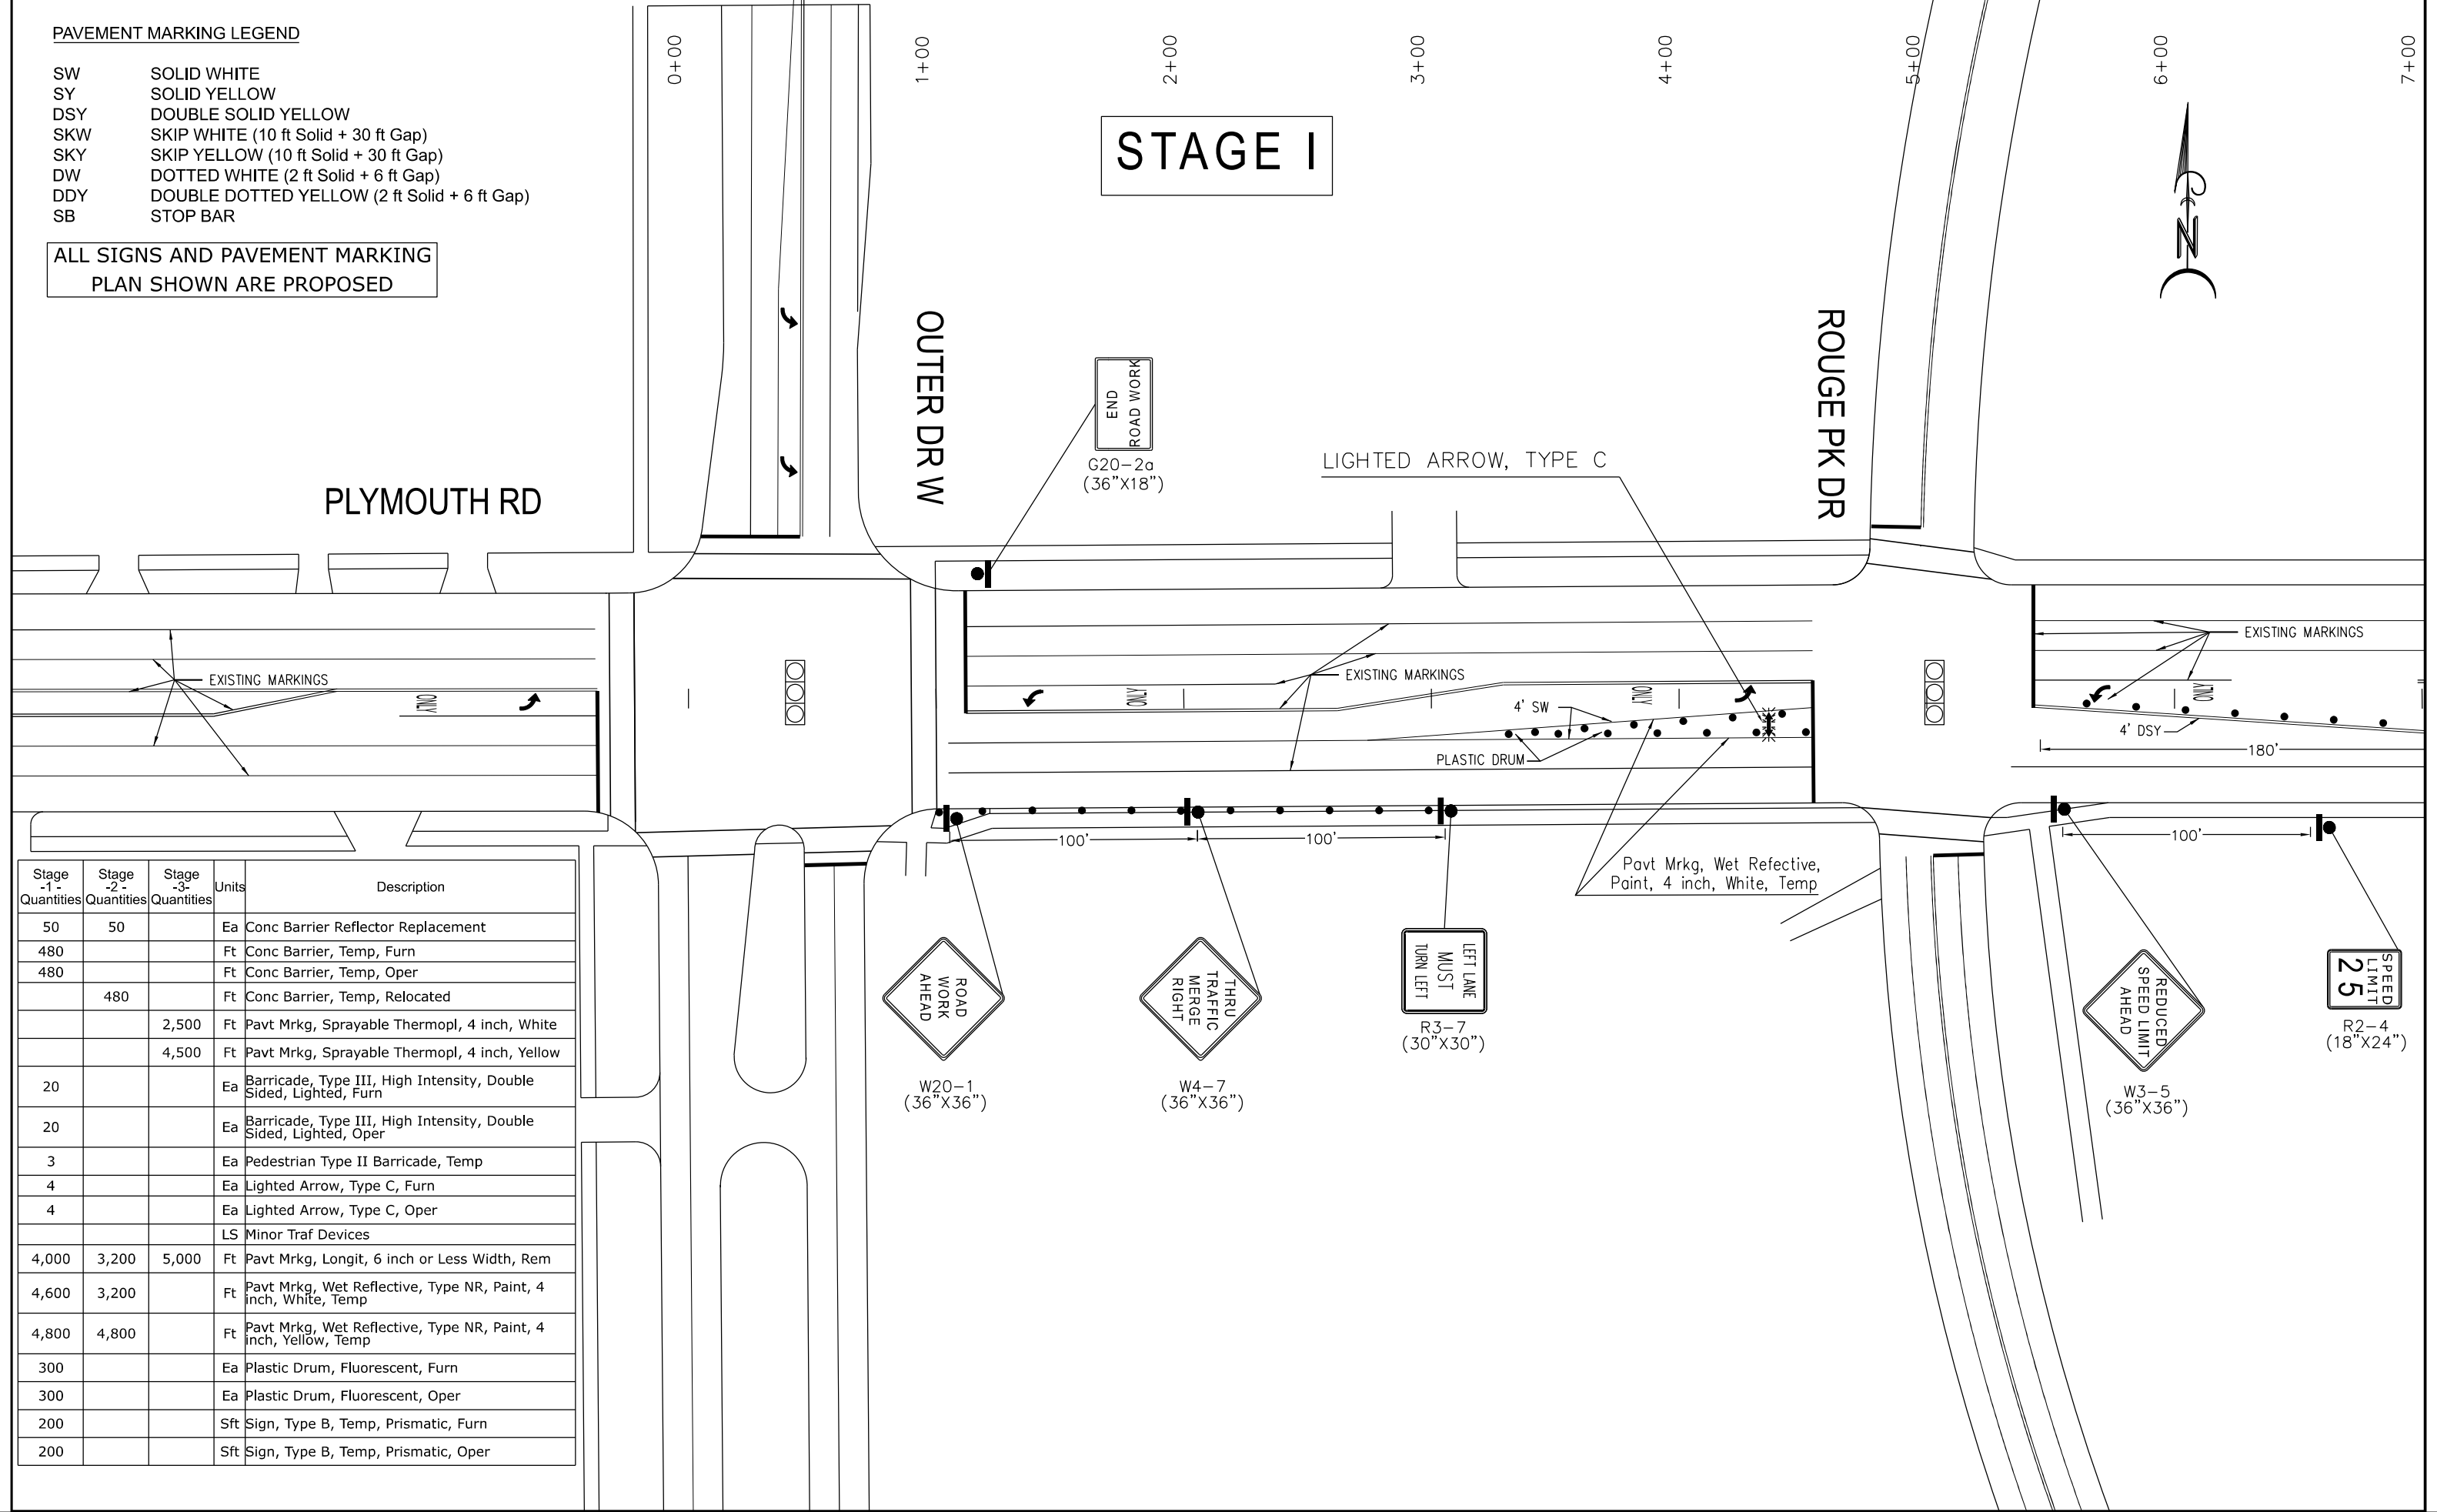 PAVEMENT MARKING LEGEND
SW SOLID WHITE
SY SOLID YELLOW
DSY DOUBLE SOLID YELLOW
SKW SKIP WHITE (10 ft Solid + 30 ft Gap)
SKY SKIP YELLOW (10 ft Solid + 30 ft Gap)
DW DOTTED WHITE (2 ft Solid + 6 ft Gap)
DDY DOUBLE DOTTED YELLOW (2 ft Solid + 6 ft Gap)
SB STOP BAR
ALL SIGNS AND PAVEMENT MARKING
PLAN SHOWN ARE PROPOSED
0+00
1+00
2+00
3+00
4+00
5+00
6+00
7+00
STAGE I
N
PLYMOUTH RD
OUTER DR W
ROUGE PK DR
END
ROAD WORK
G20-2a
(36"X18")
LIGHTED ARROW, TYPE C
EXISTING MARKINGS
ONLY
ONLY
EXISTING MARKINGS
ONLY
4' SW
PLASTIC DRUM
EXISTING MARKINGS
ONLY
4' DSY
180'
100'
100'
100'
Pavt Mrkg, Wet Refective,
Paint, 4 inch, White, Temp
ROAD
WORK
AHEAD
W20-1
(36"X36")
THRU
TRAFFIC
MERGE
RIGHT
W4-7
(36"X36")
LEFT LANE
MUST
TURN LEFT
R3-7
(30"X30")
REDUCED
SPEED LIMIT
AHEAD
W3-5
(36"X36")
SPEED
LIMIT
25
R2-4
(18"X24")
Stage Stage Stage
-1- -2- -3-
Quantities Quantities Quantities Units Description
50 50 Ea Conc Barrier Reflector Replacement
480 Ft Conc Barrier, Temp, Furn
480 Ft Conc Barrier, Temp, Oper
480 Ft Conc Barrier, Temp, Relocated
2,500 Ft Pavt Mrkg, Sprayable Thermopl, 4 inch, White
4,500 Ft Pavt Mrkg, Sprayable Thermopl, 4 inch, Yellow
20 Ea Barricade, Type III, High Intensity, Double
Sided, Lighted, Furn
20 Ea Barricade, Type III, High Intensity, Double
Sided, Lighted, Oper
3 Ea Pedestrian Type II Barricade, Temp
4 Ea Lighted Arrow, Type C, Furn
4 Ea Lighted Arrow, Type C, Oper
LS Minor Traf Devices
4,000 3,200 5,000 Ft Pavt Mrkg, Longit, 6 inch or Less Width, Rem
4,600 3,200 Ft Pavt Mrkg, Wet Reflective, Type NR, Paint, 4
inch, White, Temp
4,800 4,800 Ft Pavt Mrkg, Wet Reflective, Type NR, Paint, 4
inch, Yellow, Temp
300 Ea Plastic Drum, Fluorescent, Furn
300 Ea Plastic Drum, Fluorescent, Oper
200 Sft Sign, Type B, Temp, Prismatic, Furn
200 Sft Sign, Type B, Temp, Prismatic, Oper